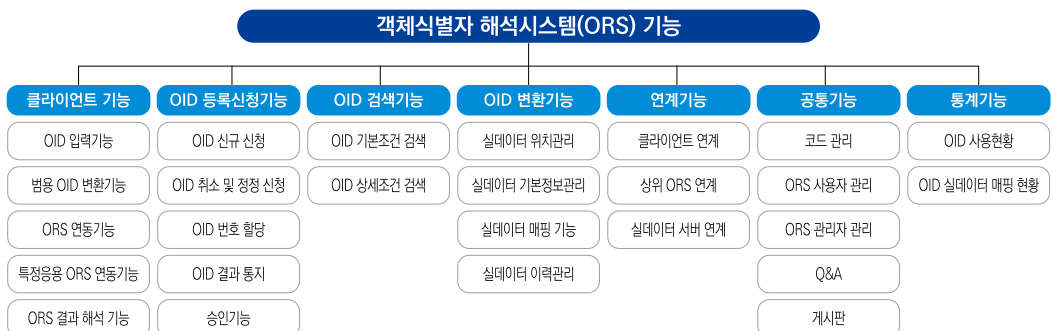 객체식별자 해석시스템(ORS) 기능
클라이언트 기능
OID 입력기능
범용 OID 변환기능
ORS 연동기능
특정응용 ORS 연동기능
ORS 결과 해석 기능
OID 등록신청기능
OID 신규 신청
OID 취소 및 정정 신청
OID 번호 할당
OID 결과 통지
승인기능
OID 검색기능
OID 기본조건 검색
OID 상세조건 검색
OID 변환기능
실데이터 위치관리
실데이터 기본정보관리
실데이터 매핑 기능
실데이터 이력관리
연계기능
클라이언트 연계
상위 ORS 연계
실데이터 서버 연계
공통기능
코드 관리
ORS 사용자 관리
ORS 관리자 관리
Q&A
게시판
통계기능
OID 사용현황
OID 실데이터 매핑 현황